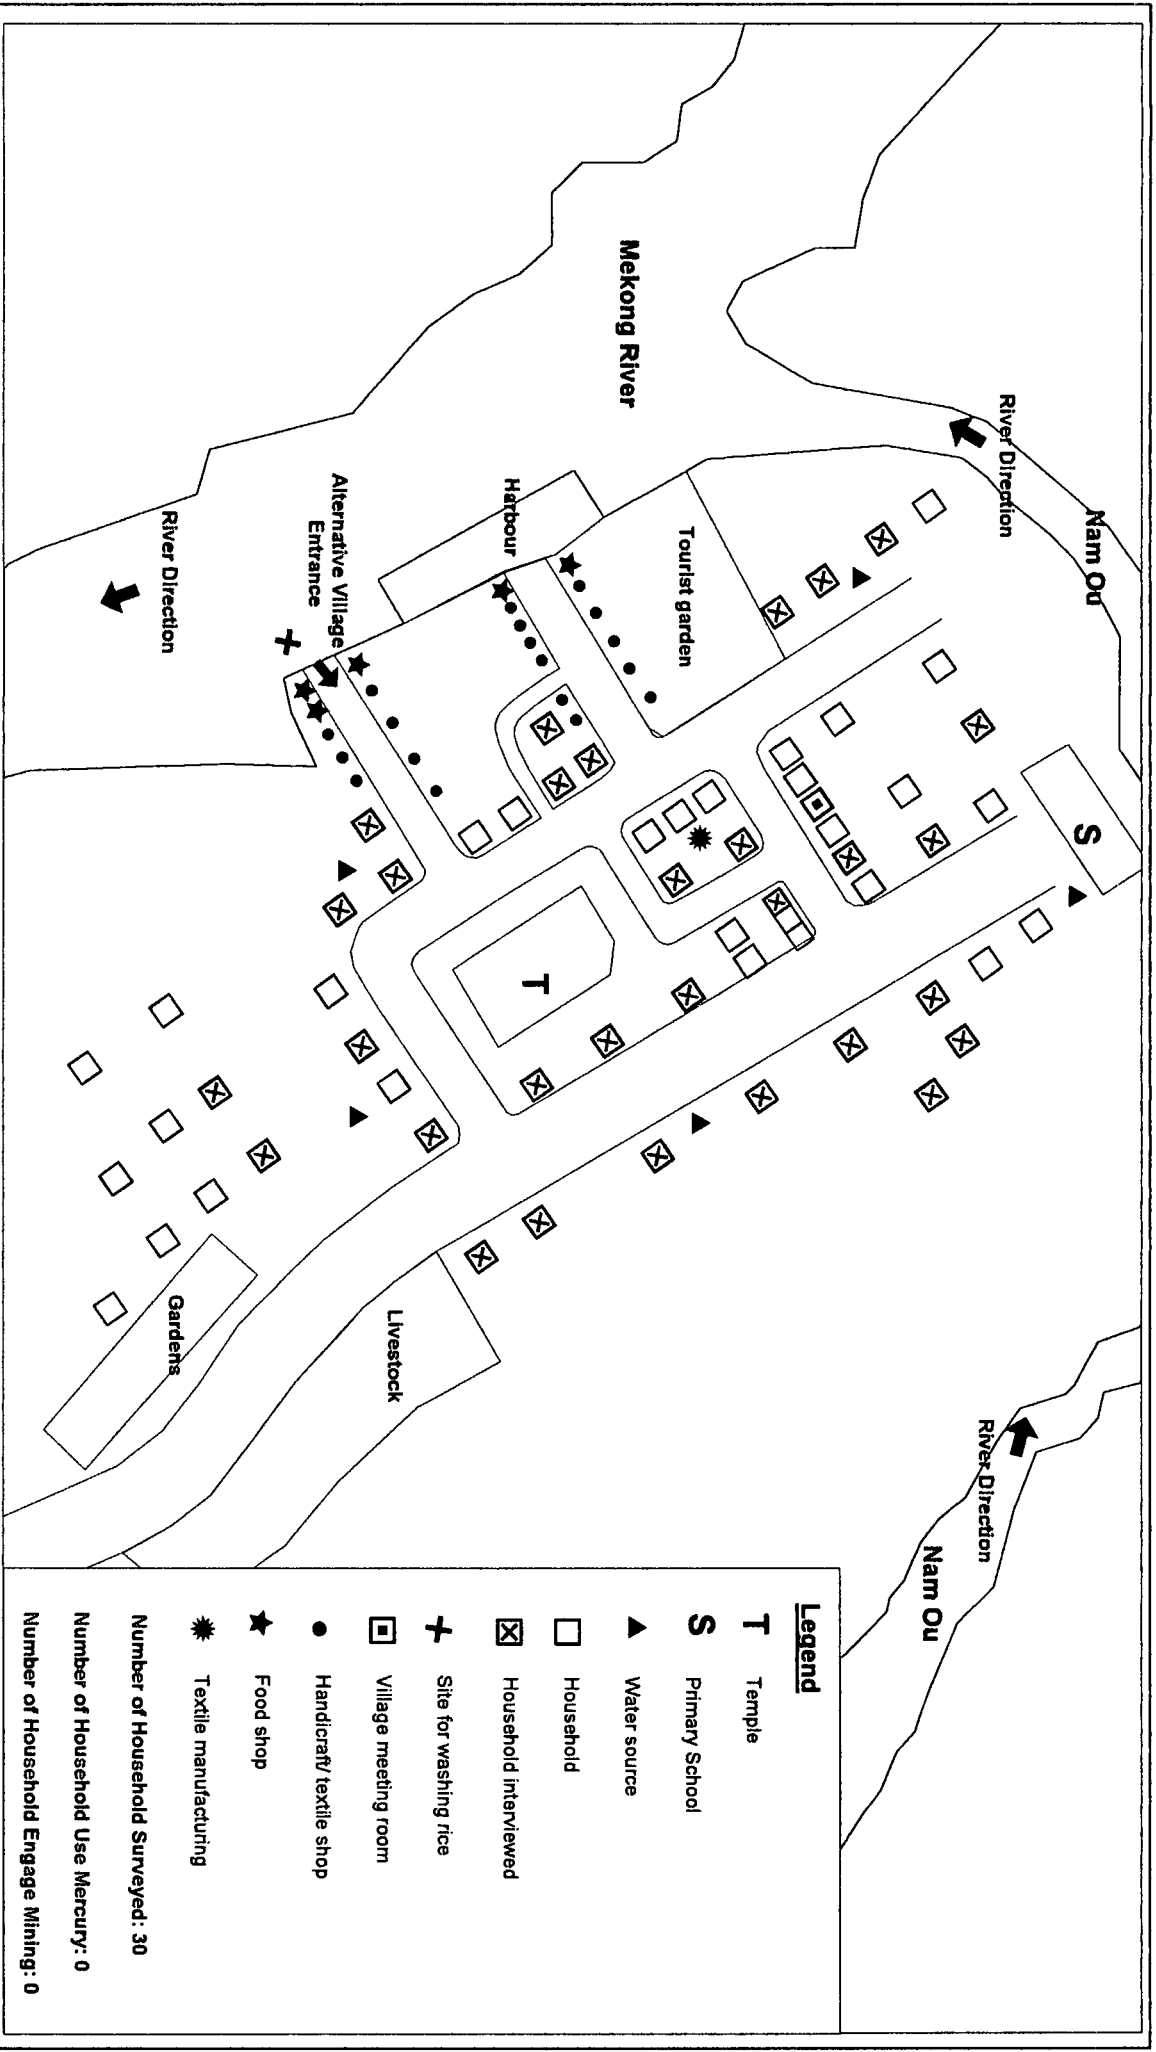 Nam Ou
River Direction
Mekong River
Tourist garden
Harbour
Alternative Village
Entrance
River Direction
S
T
Nam Ou
River Direction
Livestock
Gardens
Legend
T Temple
S Primary School
Water source
Household
Household interviewed
Site for washing rice
Village meeting room
Handicraft/ textile shop
Food shop
Textile manufacturing
Number of Household Surveyed: 30
Number of Household Use Mercury: 0
Number of Household Engage Mining: 0